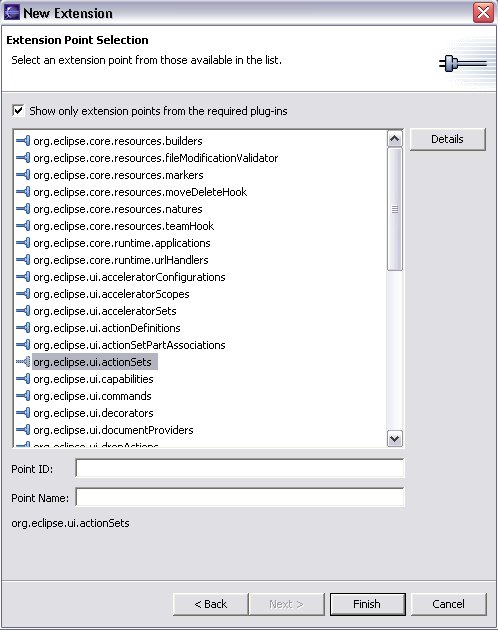 New Extension
Extension Point Selection
Select an extension point from those available in the list.
Show only extension points from the required plug-ins
org.eclipse.core.resources.builders
Details
org.eclipse.core.resources.fileModificationValidator
org.eclipse.core.resources.markers
org.eclipse.core.resources.moveDeleteHook
org.eclipse.core.resources.natures
org.eclipse.core.resources.teamHook
org.eclipse.core.runtime.applications
org.eclipse.core.runtime.urlHandlers
org.eclipse.ui.acceleratorConfigurations
org.eclipse.ui.acceleratorScopes
org.eclipse.ui.acceleratorSets
org.eclipse.ui.actionDefinitions
org.eclipse.ui.actionSetPartAssociations
org.eclipse.ui.actionSets
org.eclipse.ui.capabilities
org.eclipse.ui.commands
org.eclipse.ui.decorators
org.eclipse.ui.documentProviders
org.eclipse.ui.dropActions
Point ID:
Point Name:
org.eclipse.ui.actionSets
< Back
Next >
Finish
Cancel